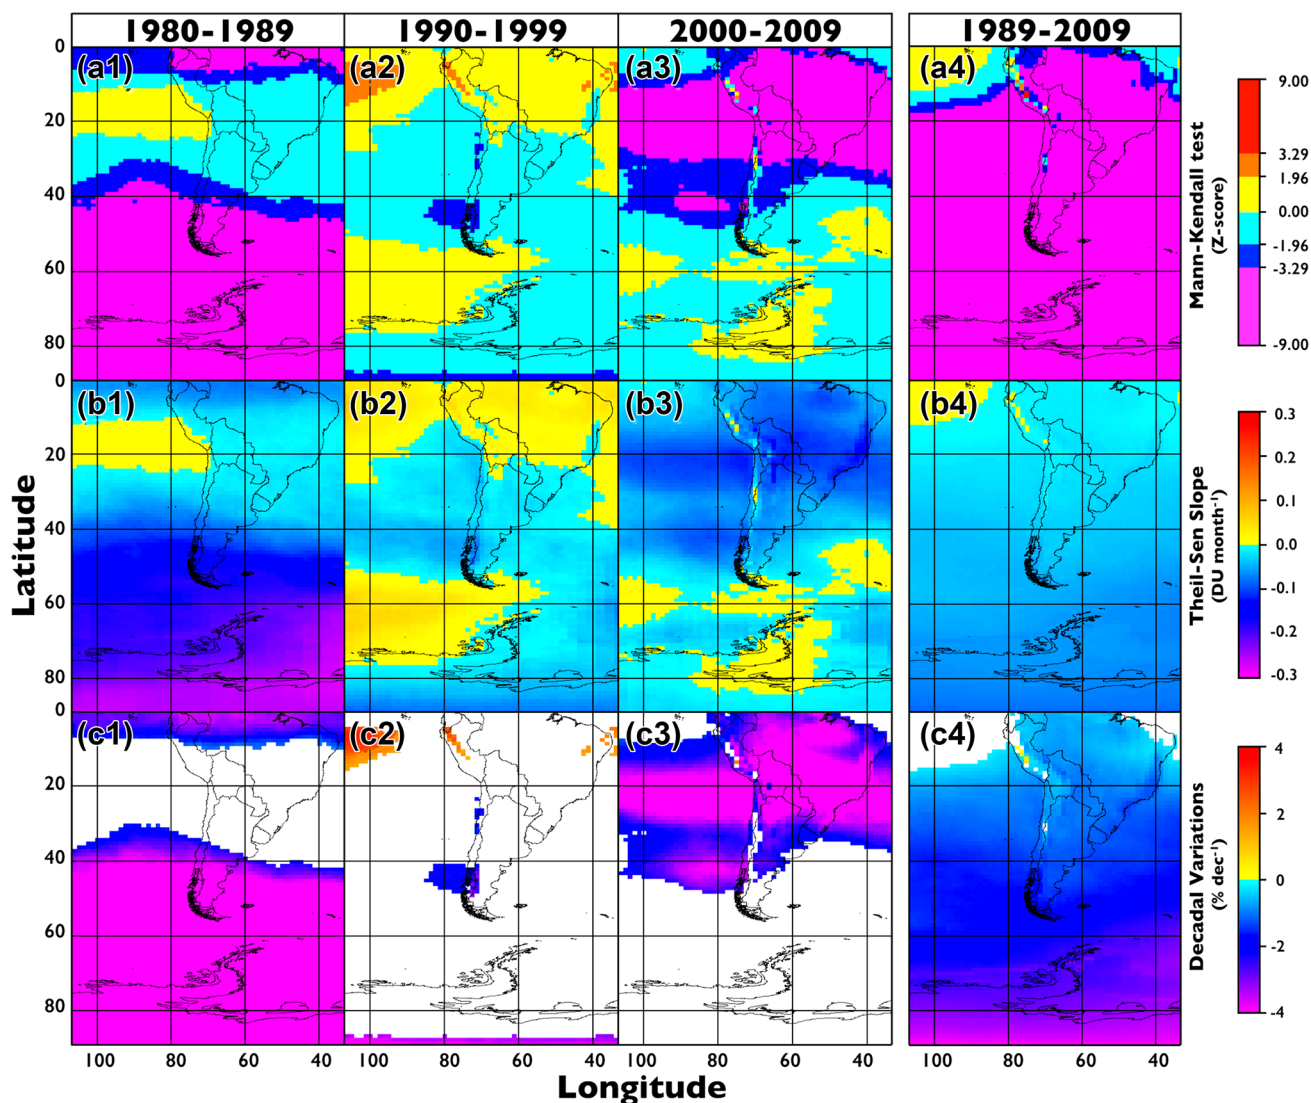 1980-1989 1990-1999 2000-2009 1989-2009
0 (a1) (a2) (a3) (a4)
20
40
60
80
9.00
3.29
1.96
0.00
-1.96
-3.29
-9.00
Mann-Kendall test
(Z-score)
0 (b1) (b2) (b3) (b4)
20
40
60
80
0.3
0.2
0.1
0.0
-0.1
-0.2
-0.3
Theil-Sen Slope
(DU month⁻¹)
Latitude
0 (c1) (c2) (c3) (c4)
20
40
60
80
4
2
0
-2
-4
Decadal Variations
(% dec⁻¹)
100 80 60 40 100 80 60 40 100 80 60 40 100 80 60 40
Longitude